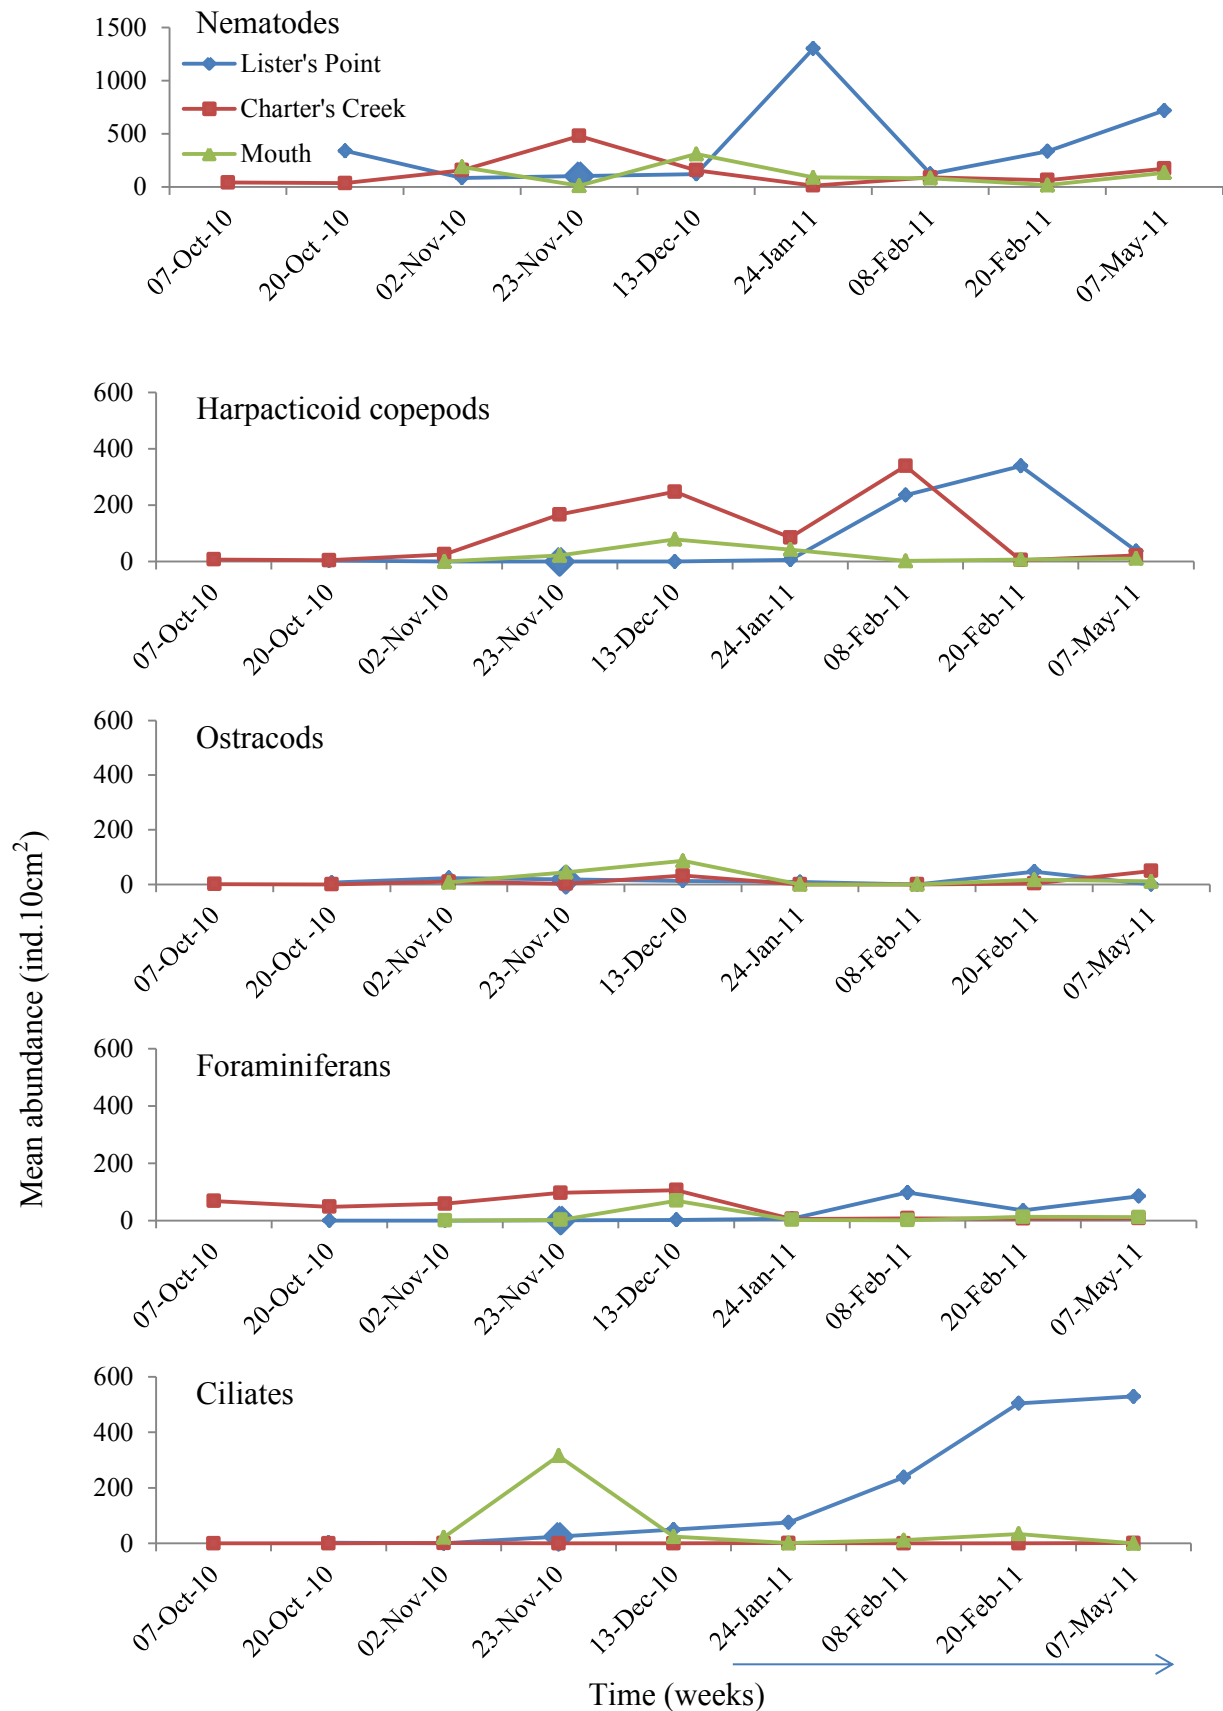 Nematodes
Lister's Point
Charter's Creek
Mouth
1500
1000
500
0
07-Oct-10
20-Oct -10
02-Nov-10
23-Nov-10
13-Dec-10
24-Jan-11
08-Feb-11
20-Feb-11
07-May-11
Harpacticoid copepods
600
400
200
0
07-Oct-10
20-Oct -10
02-Nov-10
23-Nov-10
13-Dec-10
24-Jan-11
08-Feb-11
20-Feb-11
07-May-11
Ostracods
600
400
200
0
07-Oct-10
20-Oct -10
02-Nov-10
23-Nov-10
13-Dec-10
24-Jan-11
08-Feb-11
20-Feb-11
07-May-11
Mean abundance (ind.10cm²)
Foraminiferans
600
400
200
0
07-Oct-10
20-Oct -10
02-Nov-10
23-Nov-10
13-Dec-10
24-Jan-11
08-Feb-11
20-Feb-11
07-May-11
Ciliates
600
400
200
0
07-Oct-10
20-Oct -10
02-Nov-10
23-Nov-10
13-Dec-10
24-Jan-11
08-Feb-11
20-Feb-11
07-May-11
Time (weeks)